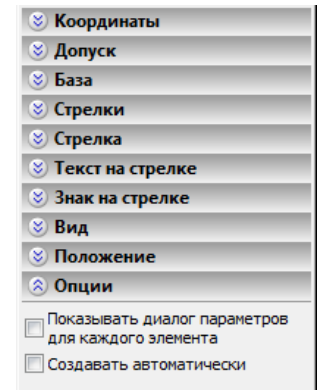 Координаты
Допуск
База
Стрелки
Стрелка
Текст на стрелке
Знак на стрелке
Вид
Положение
Опции
Показывать диалог параметров
для каждого элемента
Создавать автоматически